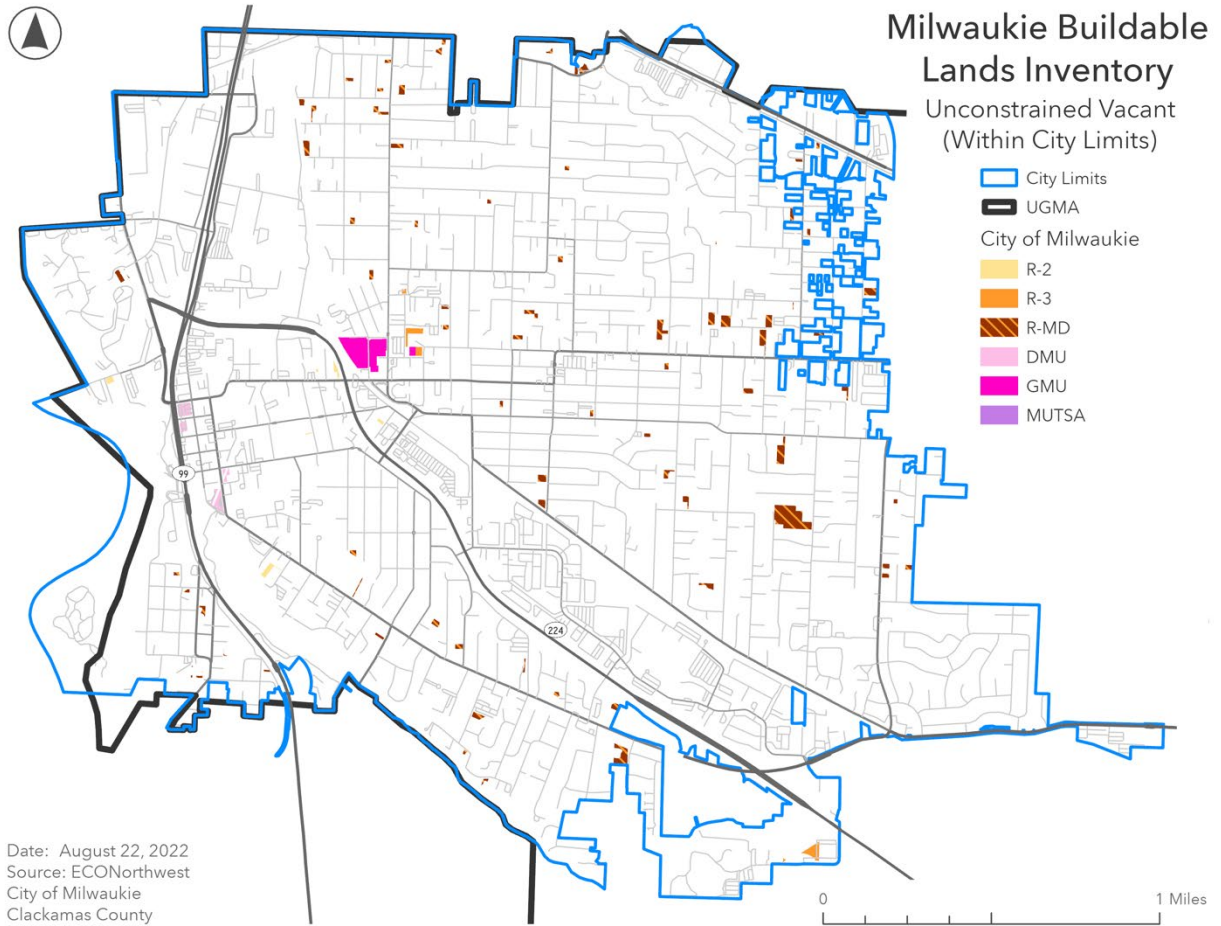 Milwaukie Buildable
Lands Inventory
Unconstrained Vacant
(Within City Limits)
City Limits
UGMA
City of Milwaukie
R-2
R-3
R-MD
DMU
GMU
MUTSA
99
224
Date: August 22, 2022
Source: ECONorthwest
City of Milwaukie
Clackamas County
0 1 Miles